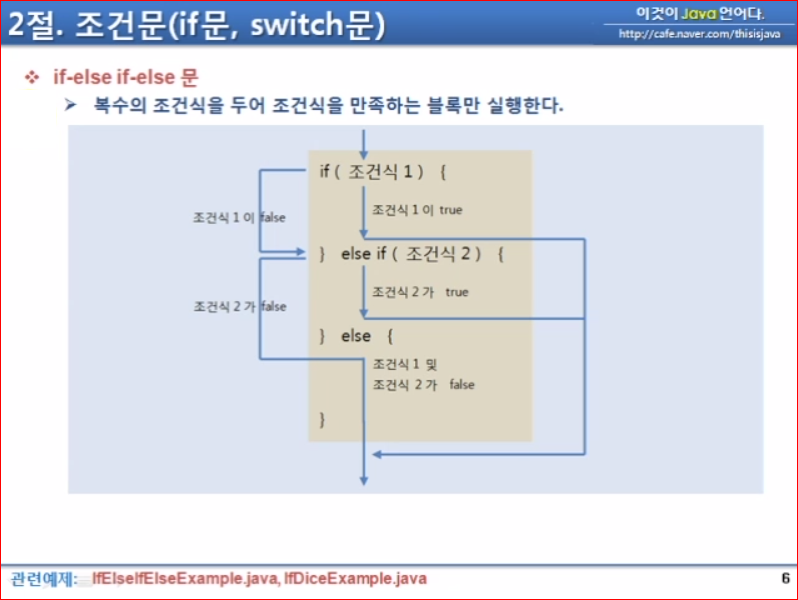 2절. 조건문(if문, switch문)
이것이 Java 언어다.
http://cafe.naver.com/thisisjava
if-else if-else 문
복수의 조건식을 두어 조건식을 만족하는 블록만 실행한다.
if ( 조건식 1 ) {
조건식 1 이 true
조건식 1 이 false
} else if ( 조건식 2 ) {
조건식 2 가 true
조건식 2 가 false
} else {
조건식 1 및
조건식 2 가 false
}
관련예제: IfElseIfElseExample.java, IfDiceExample.java
6